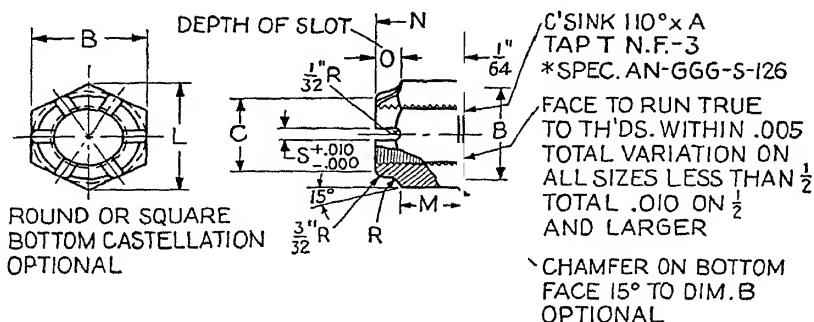 B
L
ROUND OR SQUARE
BOTTOM CASTELLATION
OPTIONAL
DEPTH OF SLOT
N
O
1/64"
1/32"R
C
S +.010 -.000
B
15°
M
3/32"R
R
C'SINK 110° x A
TAP T N.F.-3
*SPEC. AN-GGG-S-126
FACE TO RUN TRUE
TO TH'DS. WITHIN .005
TOTAL VARIATION ON
ALL SIZES LESS THAN 1/2
TOTAL .010 ON 1/2
AND LARGER
CHAMFER ON BOTTOM
FACE 15° TO DIM. B
OPTIONAL